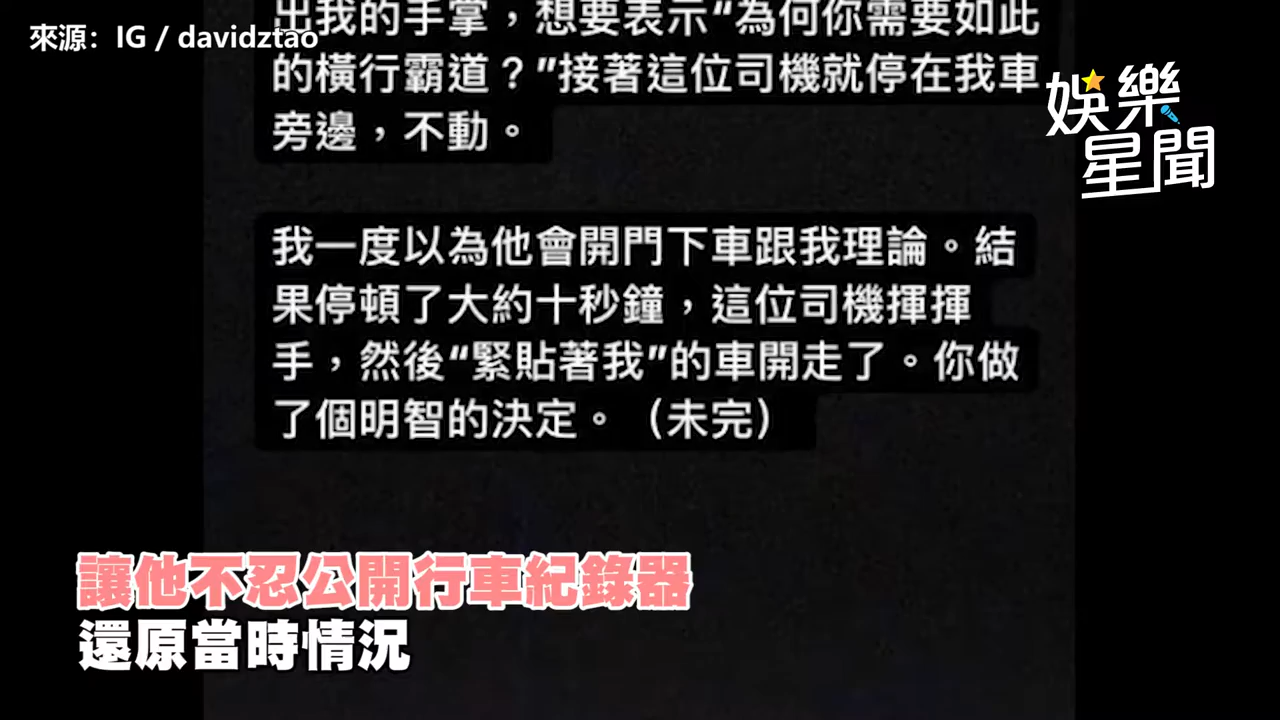 出我的手掌，想要表示“為何你需要如此
來源：IG / davidztao
的橫行霸道？”接著這位司機就停在我車
旁邊，不動。
娛樂
星聞
我一度以為他會開門下車跟我理論。結
果停頓了大約十秒鐘，這位司機揮揮
手，然後“緊貼著我”的車開走了。你做
了個明智的決定。（未完）
讓他不忍公開行車紀錄器
還原當時情況